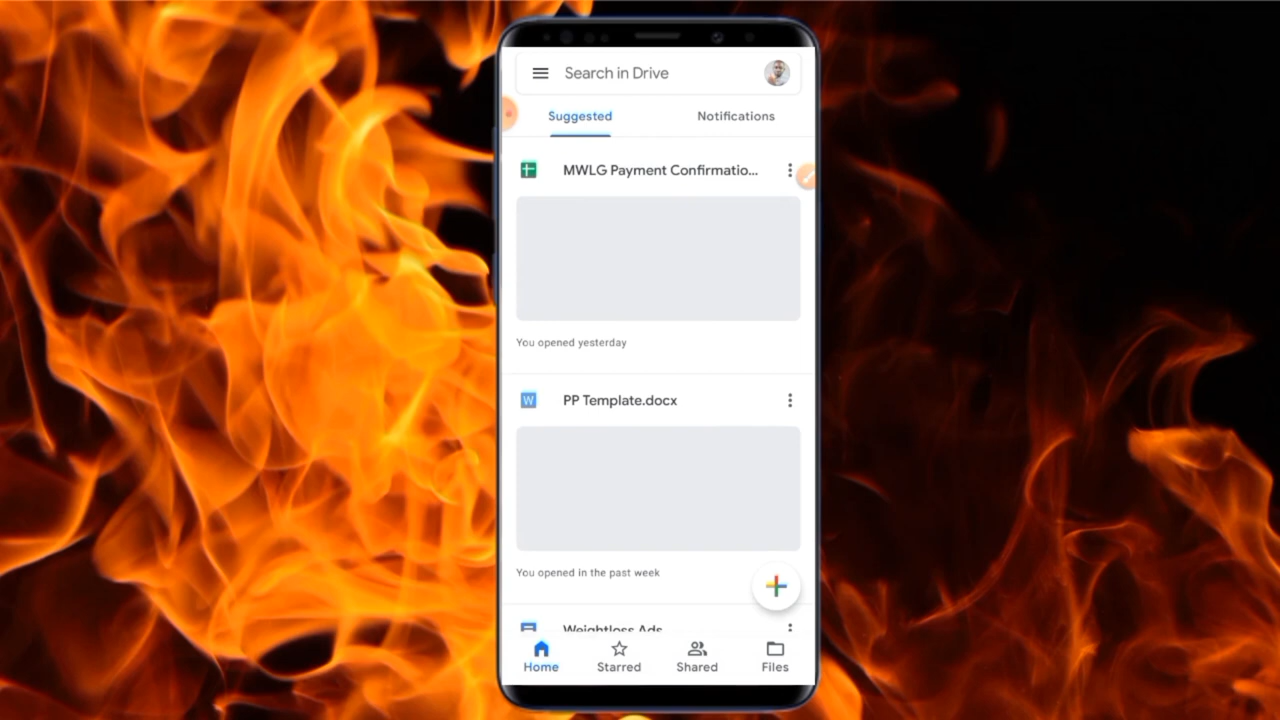 Search in Drive
Suggested
Notifications
MWLG Payment Confirmatio...
You opened yesterday
W
PP Template.docx
You opened in the past week
Weightloss Ads
Home
Starred
Shared
Files